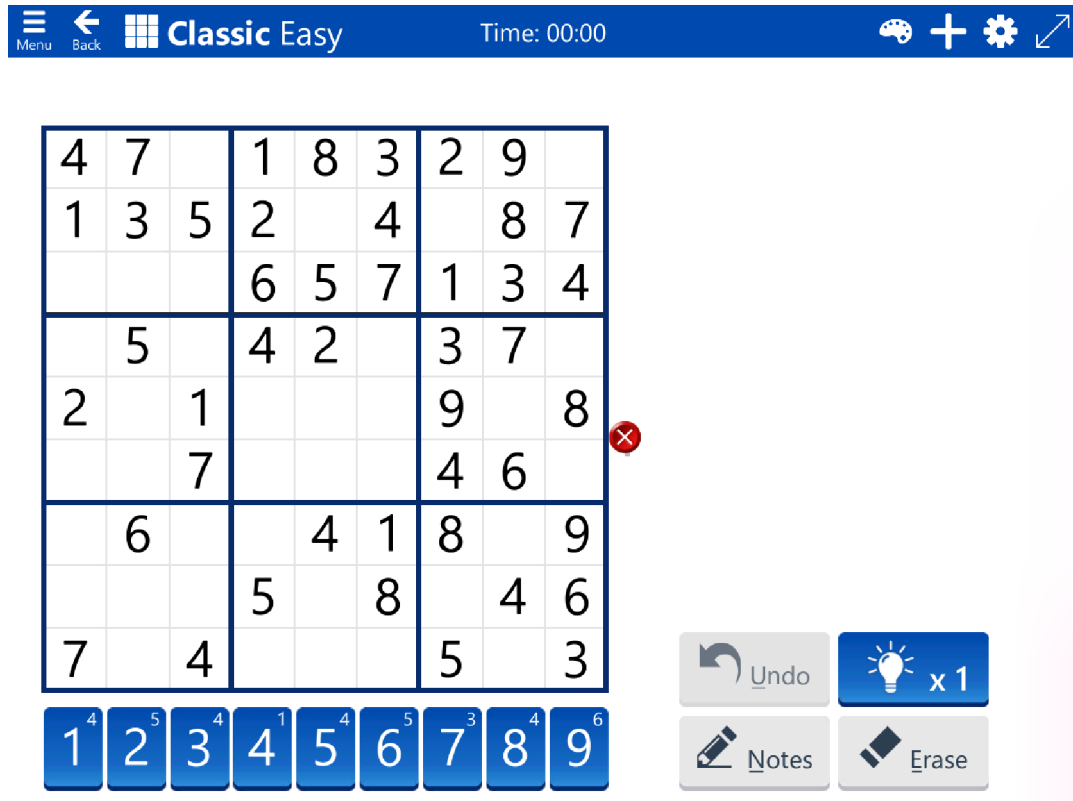 Menu Back Classic Easy Time: 00:00
4 7 1 8 3 2 9
1 3 5 2 4 8 7
6 5 7 1 3 4
5 4 2 3 7
2 1 9 8
7 4 6
6 4 1 8 9
5 8 4 6
7 4 5 3
Undo x 1
1 4 2 5 3 4 4 1 5 4 6 5 7 3 8 4 9 6
Notes Erase